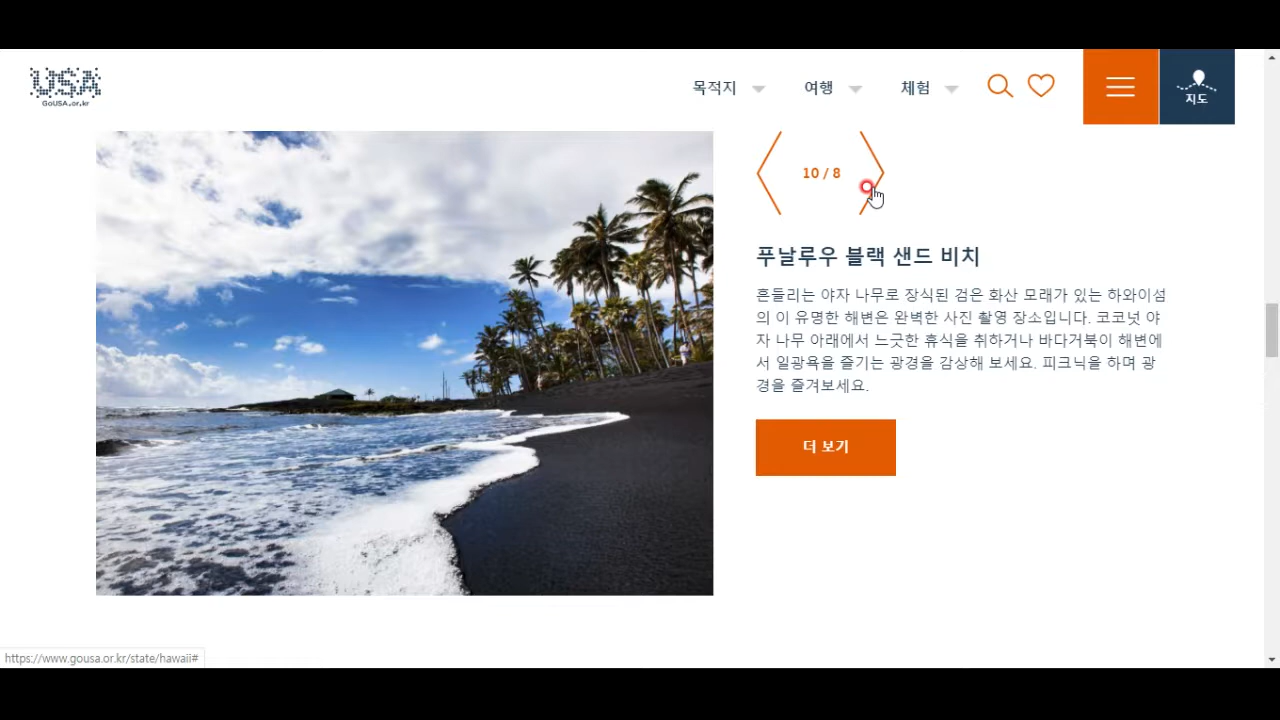 USA
GoUSA.or.kr
목적지
여행
체험
지도
10 / 8
푸날루우 블랙 샌드 비치
흔들리는 야자 나무로 장식된 검은 화산 모래가 있는 하와이섬
의 이 유명한 해변은 완벽한 사진 촬영 장소입니다. 코코넛 야
자 나무 아래에서 느긋한 휴식을 취하거나 바다거북이 해변에
서 일광욕을 즐기는 광경을 감상해 보세요. 피크닉을 하며 광
경을 즐겨보세요.
더 보기
https://www.gousa.or.kr/state/hawaii#